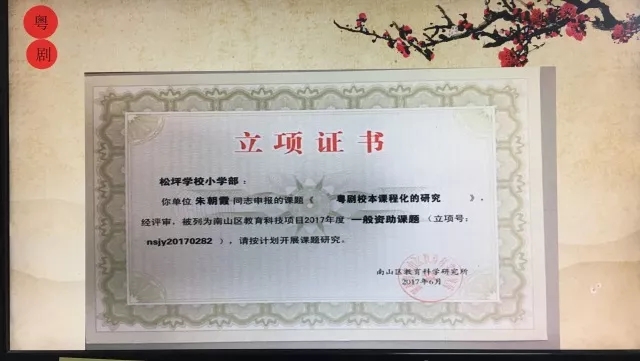 粤
剧
立项证书
松坪学校小学部：
你单位 朱朝霞 同志申报的课题《 粤剧校本课程化的研究 》，
经评审，被列为南山区教育科技项目2017年度 一般资助课题（立项号：
nsjy20170282 ），请按计划开展课题研究。
南山区教育科学研究所
2017年6月